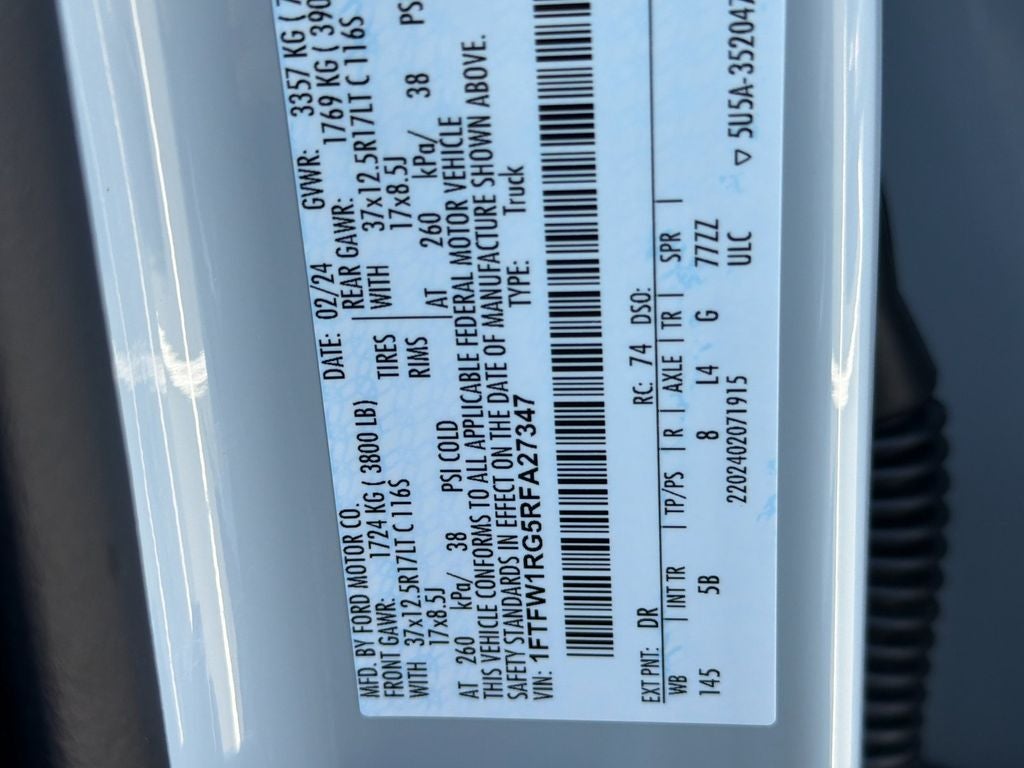 MFD. BY FORD MOTOR CO. DATE: 02/24 GVWR: 3357 KG (7
FRONT GAWR: 1724 KG ( 3800 LB) REAR GAWR: 1769 KG ( 390
WITH 37x12.5R17LT C 116S TIRES WITH 37x12.5R17LT C 116S
17x8.5J RIMS 17x8.5J
AT 260 kPa/ 38 PSI COLD AT 260 kPa/ 38 PS
THIS VEHICLE CONFORMS TO ALL APPLICABLE FEDERAL MOTOR VEHICLE
SAFETY STANDARDS IN EFFECT ON THE DATE OF MANUFACTURE SHOWN ABOVE.
VIN: 1FTFW1RG5RFA27347 TYPE: Truck
EXT PNT: DR RC: 74 DSO:
WB | INT TR | TP/PS | R | AXLE | TR | SPR |
145 5B 8 L4 G 777Z
2202402071915 ULC
▽ 5U5A-3520472